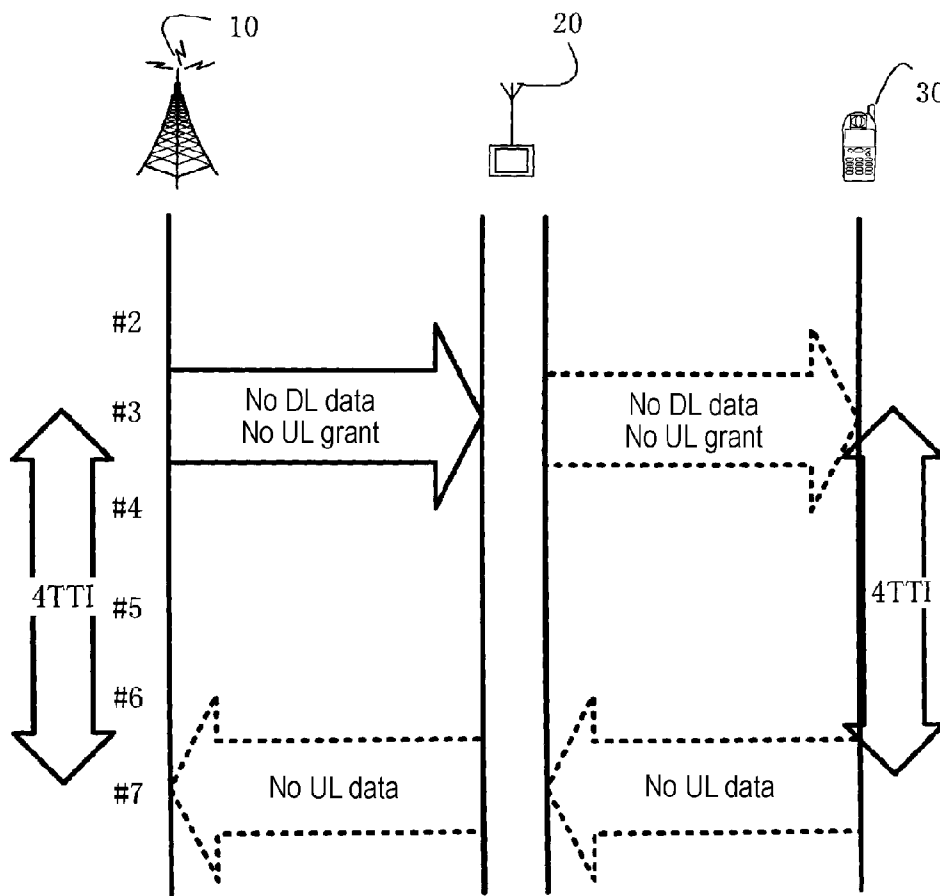 10
20
30
#2
#3
No DL data
No UL grant
No DL data
No UL grant
#4
4TTI
#5
4TTI
#6
#7
No UL data
No UL data